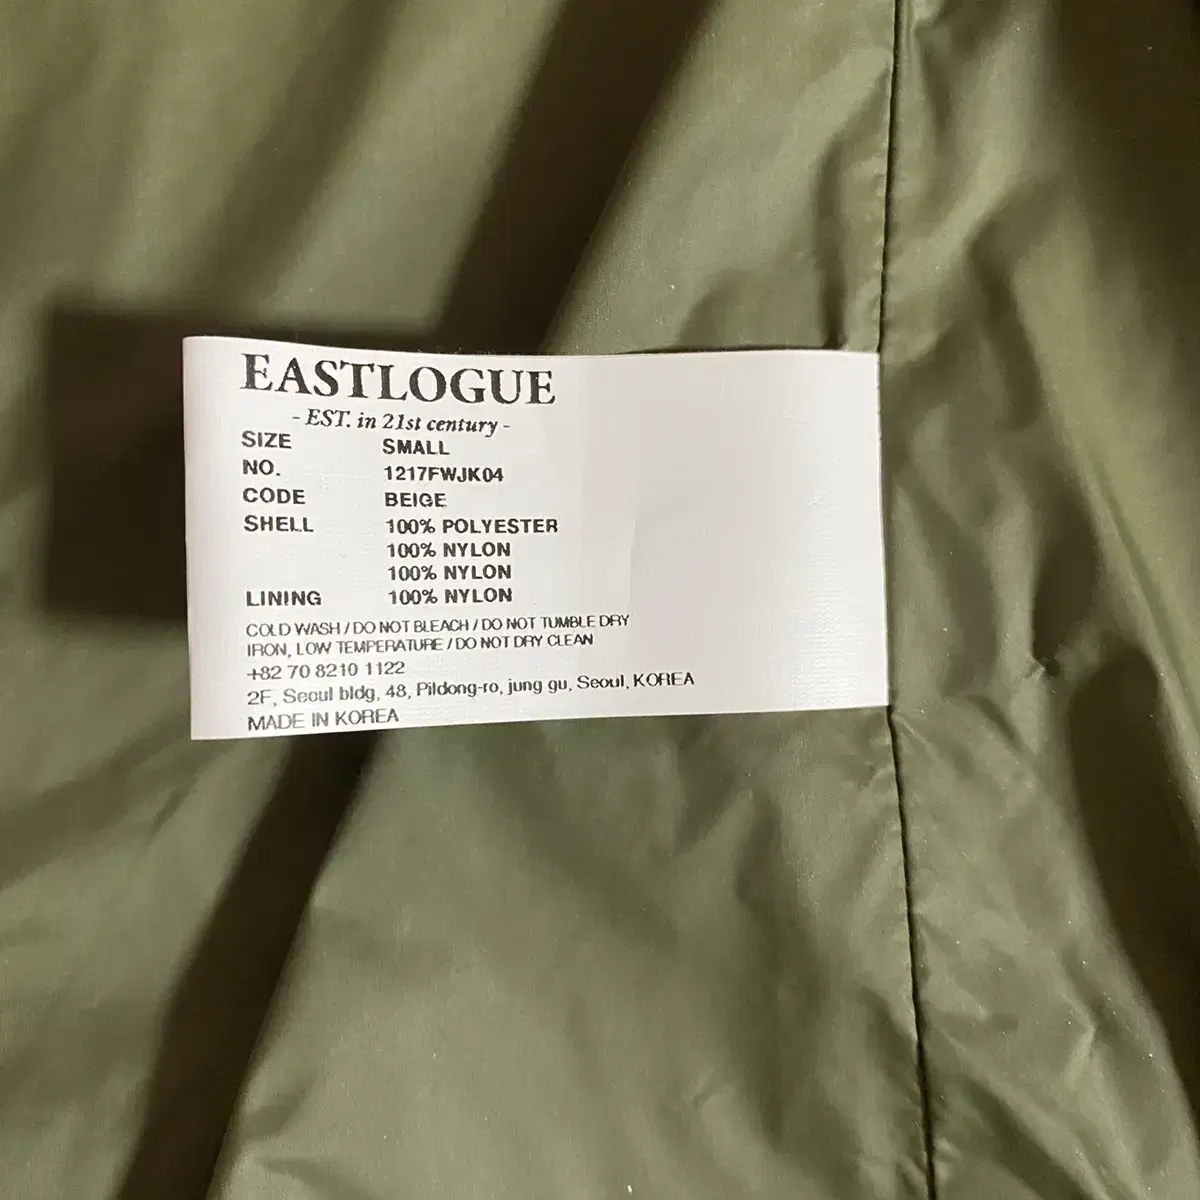 EASTLOGUE
- EST. in 21st century -
SIZE SMALL
NO. 1217FWJK04
CODE BEIGE
SHELL 100% POLYESTER
100% NYLON
100% NYLON
LINING 100% NYLON
COLD WASH / DO NOT BLEACH / DO NOT TUMBLE DRY
IRON, LOW TEMPERATURE / DO NOT DRY CLEAN
+82 70 8210 1122
2F, Seoul bldg, 48, Pildong-ro, jung gu, Seoul, KOREA
MADE IN KOREA